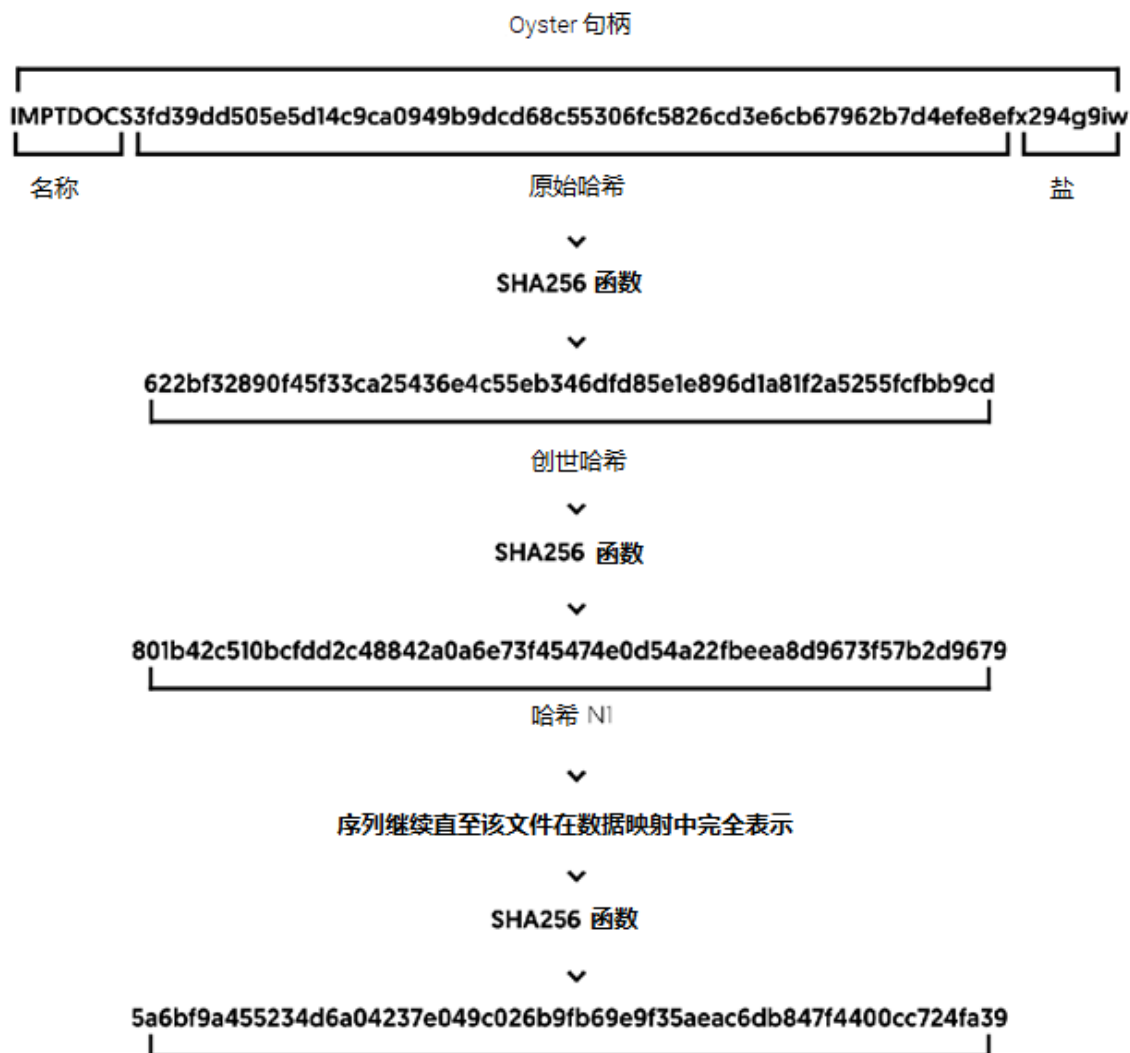 Oyster 句柄
IMPTDOCS3fd39dd505e5d14c9ca0949b9dcd68c55306fc5826cd3e6cb67962b7d4efe8efx294g9iw
名称 原始哈希 盐
SHA256 函数
622bf32890f45f33ca25436e4c55eb346dfd85e1e896d1a81f2a5255fcfbb9cd
创世哈希
SHA256 函数
801b42c510bcfdd2c48842a0a6e73f45474e0d54a22fbeea8d9673f57b2d9679
哈希 N1
序列继续直至该文件在数据映射中完全表示
SHA256 函数
5a6bf9a455234d6a04237e049c026b9fb69e9f35aeac6db847f4400cc724fa39